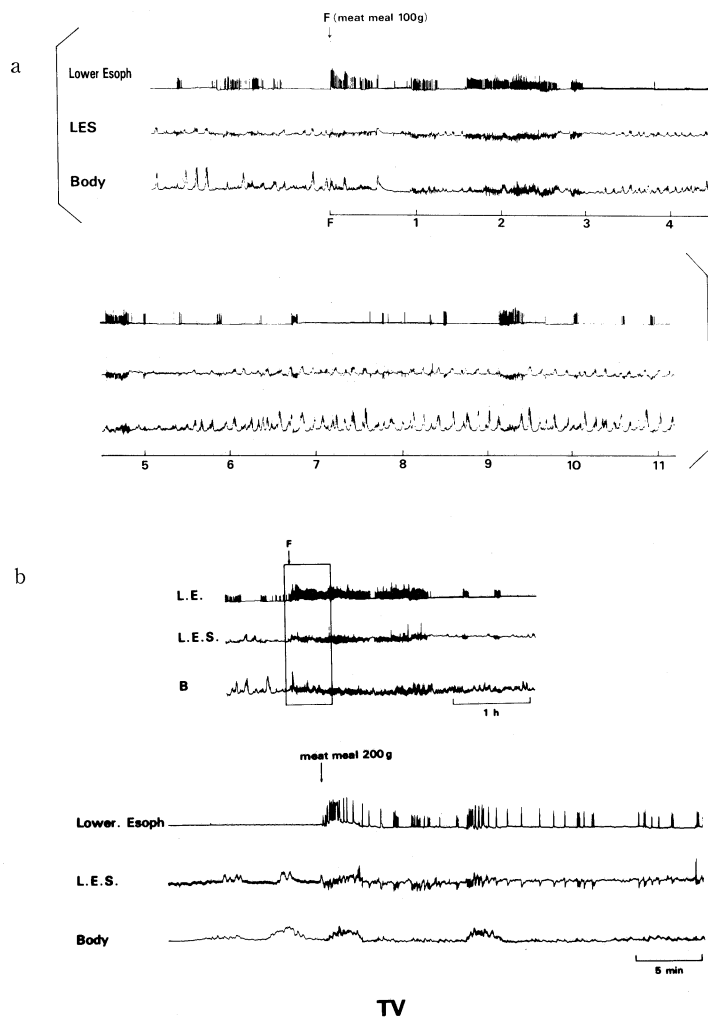 F (meat meal 100g)
a
Lower Esoph
LES
Body
F 1 2 3 4
5 6 7 8 9 10 11
b
F
L.E.
L.E.S.
B
1 h
meat meal 200g
Lower. Esoph
L.E.S.
Body
5 min
TV